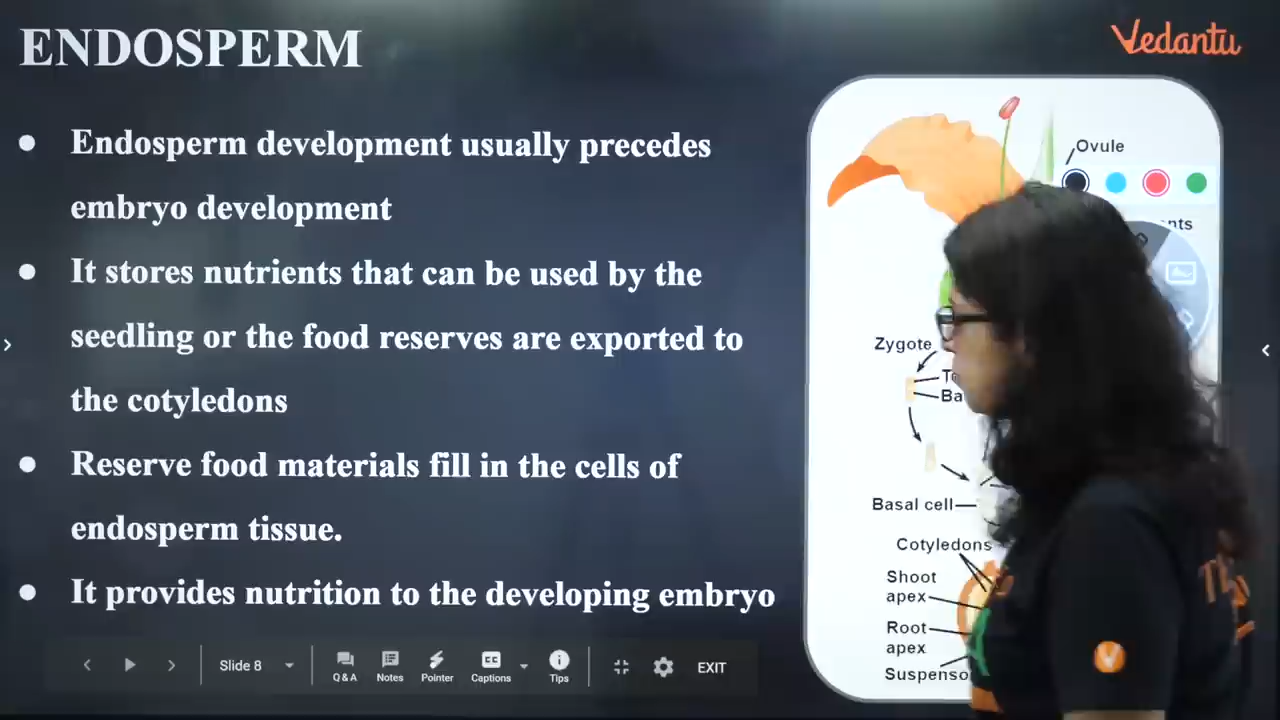 ENDOSPERM
Vedantu
● Endosperm development usually precedes
embryo development
● It stores nutrients that can be used by the
seedling or the food reserves are exported to
the cotyledons
● Reserve food materials fill in the cells of
endosperm tissue.
● It provides nutrition to the developing embryo
Ovule
Zygote
Basal cell
Cotyledons
Shoot
apex
Root
apex
Slide 8
Q & A
Notes
Pointer
CC
Captions
Tips
EXIT